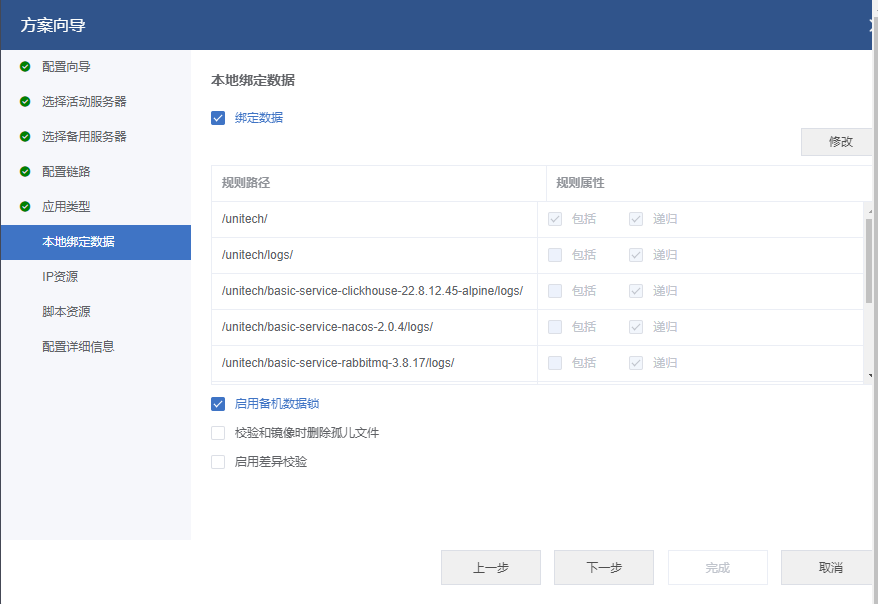 方案向导
配置向导
选择活动服务器
选择备用服务器
配置链路
应用类型
本地绑定数据
IP资源
脚本资源
配置详细信息
本地绑定数据
绑定数据
修改
规则路径 规则属性
/unitech/ 包括 递归
/unitech/logs/ 包括 递归
/unitech/basic-service-clickhouse-22.8.12.45-alpine/logs/ 包括 递归
/unitech/basic-service-nacos-2.0.4/logs/ 包括 递归
/unitech/basic-service-rabbitmq-3.8.17/logs/ 包括 递归
启用备机数据锁
校验和镜像时删除孤儿文件
启用差异校验
上一步 下一步 完成 取消